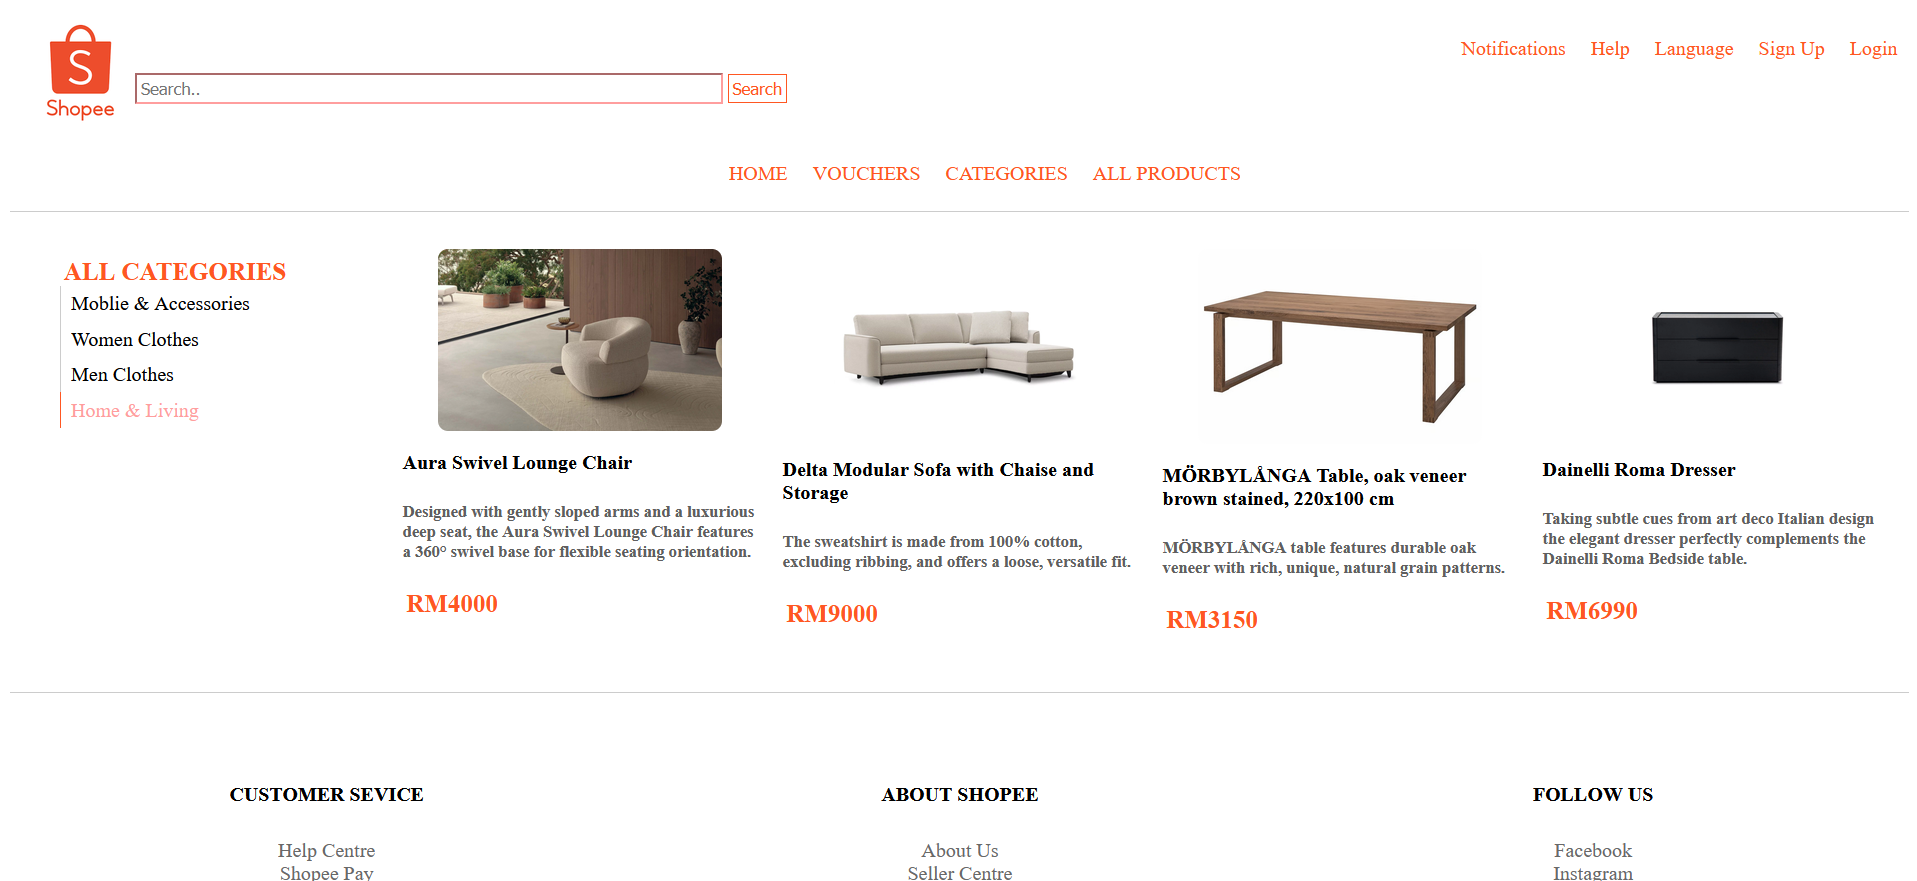 Shopee
Search..
Search
Notifications Help Language Sign Up Login
HOME VOUCHERS CATEGORIES ALL PRODUCTS
ALL CATEGORIES
Moblie & Accessories
Women Clothes
Men Clothes
Home & Living
Aura Swivel Lounge Chair
Designed with gently sloped arms and a luxurious
deep seat, the Aura Swivel Lounge Chair features
a 360° swivel base for flexible seating orientation.
RM4000
Delta Modular Sofa with Chaise and
Storage
The sweatshirt is made from 100% cotton,
excluding ribbing, and offers a loose, versatile fit.
RM9000
MÖRBYLÅNGA Table, oak veneer
brown stained, 220x100 cm
MÖRBYLÅNGA table features durable oak
veneer with rich, unique, natural grain patterns.
RM3150
Dainelli Roma Dresser
Taking subtle cues from art deco Italian design
the elegant dresser perfectly complements the
Dainelli Roma Bedside table.
RM6990
CUSTOMER SEVICE
Help Centre
Shopee Pay
ABOUT SHOPEE
About Us
Seller Centre
FOLLOW US
Facebook
Instagram